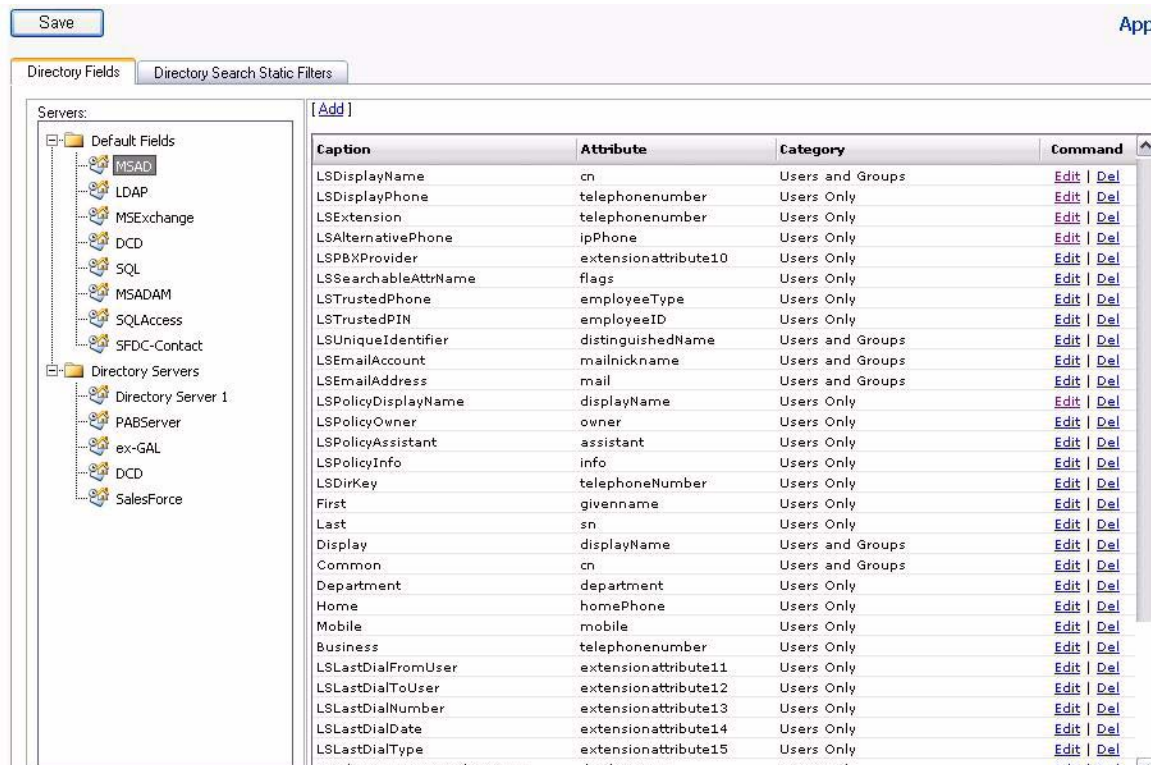 Save
App
Directory Fields
Directory Search Static Filters
Servers:
Default Fields
MSAD
LDAP
MSExchange
DCD
SQL
MSADAM
SQLAccess
SFDC-Contact
Directory Servers
Directory Server 1
PABServer
ex-GAL
DCD
SalesForce
[ Add ]
Caption Attribute Category Command
LSDisplayName cn Users and Groups Edit | Del
LSDisplayPhone telephonenumber Users Only Edit | Del
LSExtension telephonenumber Users Only Edit | Del
LSAlternativePhone ipPhone Users Only Edit | Del
LSPBXProvider extensionattribute10 Users Only Edit | Del
LSSearchableAttrName flags Users Only Edit | Del
LSTrustedPhone employeeType Users Only Edit | Del
LSTrustedPIN employeeID Users Only Edit | Del
LSUniqueIdentifier distinguishedName Users and Groups Edit | Del
LSEmailAccount mailnickname Users and Groups Edit | Del
LSEmailAddress mail Users and Groups Edit | Del
LSPolicyDisplayName displayName Users Only Edit | Del
LSPolicyOwner owner Users Only Edit | Del
LSPolicyAssistant assistant Users Only Edit | Del
LSPolicyInfo info Users Only Edit | Del
LSDirKey telephoneNumber Users Only Edit | Del
First givenname Users Only Edit | Del
Last sn Users Only Edit | Del
Display displayName Users and Groups Edit | Del
Common cn Users and Groups Edit | Del
Department department Users Only Edit | Del
Home homePhone Users Only Edit | Del
Mobile mobile Users Only Edit | Del
Business telephonenumber Users Only Edit | Del
LSLastDialFromUser extensionattribute11 Users Only Edit | Del
LSLastDialToUser extensionattribute12 Users Only Edit | Del
LSLastDialNumber extensionattribute13 Users Only Edit | Del
LSLastDialDate extensionattribute14 Users Only Edit | Del
LSLastDialType extensionattribute15 Users Only Edit | Del